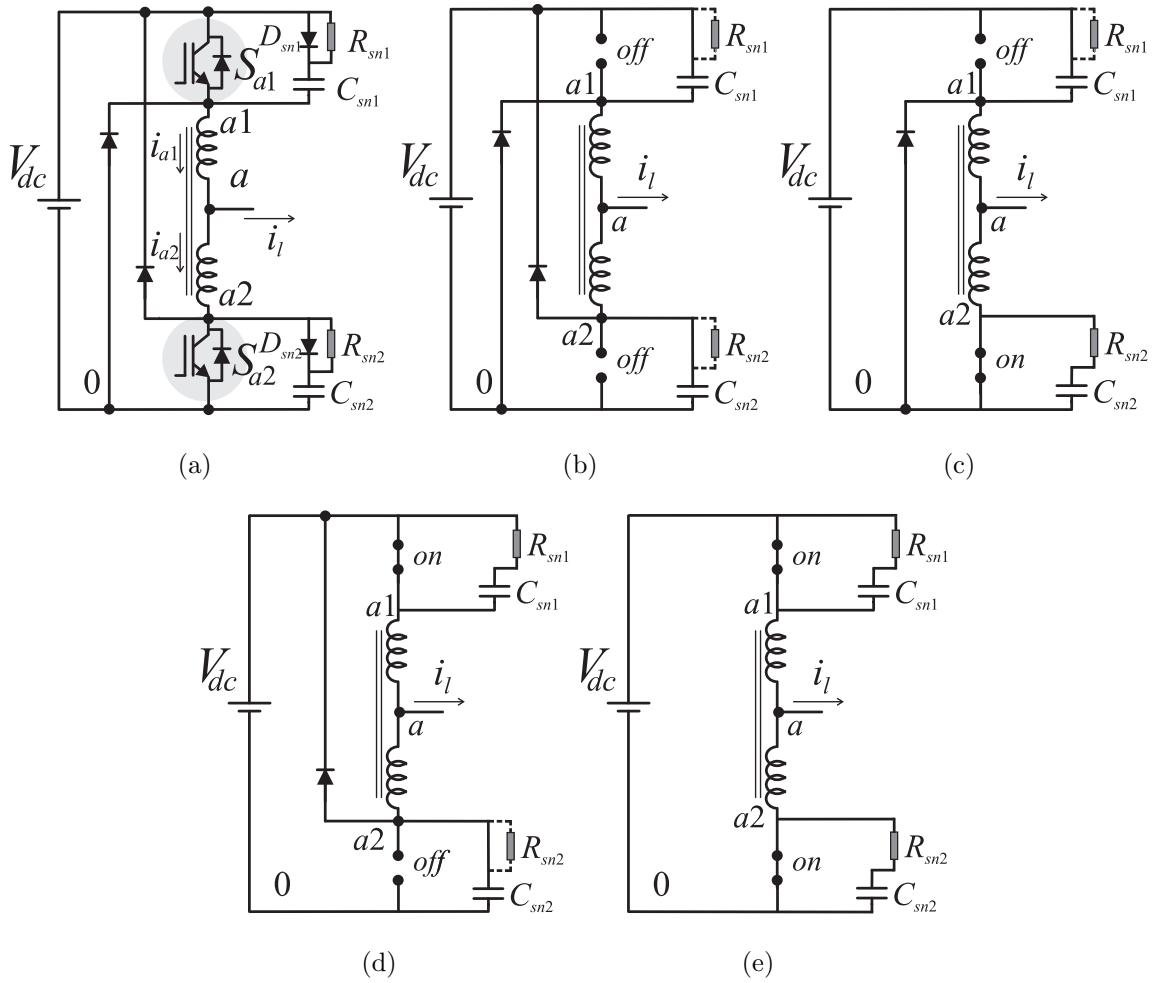 V_dc
S_a1
D_sn1
R_sn1
C_sn1
a1
i_a1
a
i_l
i_a2
a2
S_a2
D_sn2
R_sn2
C_sn2
0
(a)
V_dc
off
R_sn1
C_sn1
a1
i_l
a
a2
off
R_sn2
C_sn2
0
(b)
V_dc
off
R_sn1
C_sn1
a1
i_l
a
a2
on
R_sn2
C_sn2
0
(c)
V_dc
on
R_sn1
C_sn1
a1
i_l
a
a2
off
R_sn2
C_sn2
0
(d)
V_dc
on
R_sn1
C_sn1
a1
i_l
a
a2
on
R_sn2
C_sn2
0
(e)